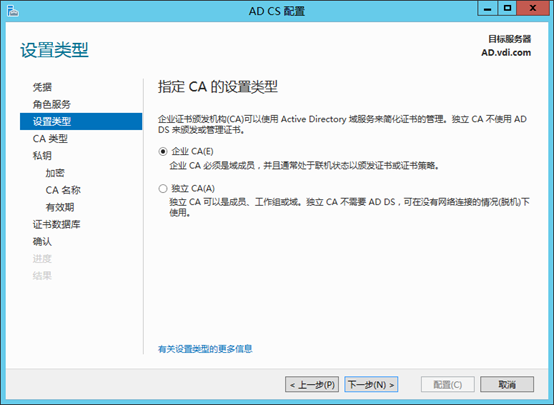 AD CS 配置
设置类型
目标服务器
AD.vdi.com
凭据
角色服务
设置类型
CA 类型
私钥
加密
CA 名称
有效期
证书数据库
确认
进度
结果
指定 CA 的设置类型
企业证书颁发机构(CA)可以使用 Active Directory 域服务来简化证书的管理。独立 CA 不使用 AD
DS 来颁发或管理证书。
企业 CA(E)
企业 CA 必须是域成员，并且通常处于联机状态以颁发证书或证书策略。
独立 CA(A)
独立 CA 可以是成员、工作组或域。独立 CA 不需要 AD DS，可在没有网络连接的情况(脱机)下
使用。
有关设置类型的更多信息
< 上一步(P)
下一步(N) >
配置(C)
取消